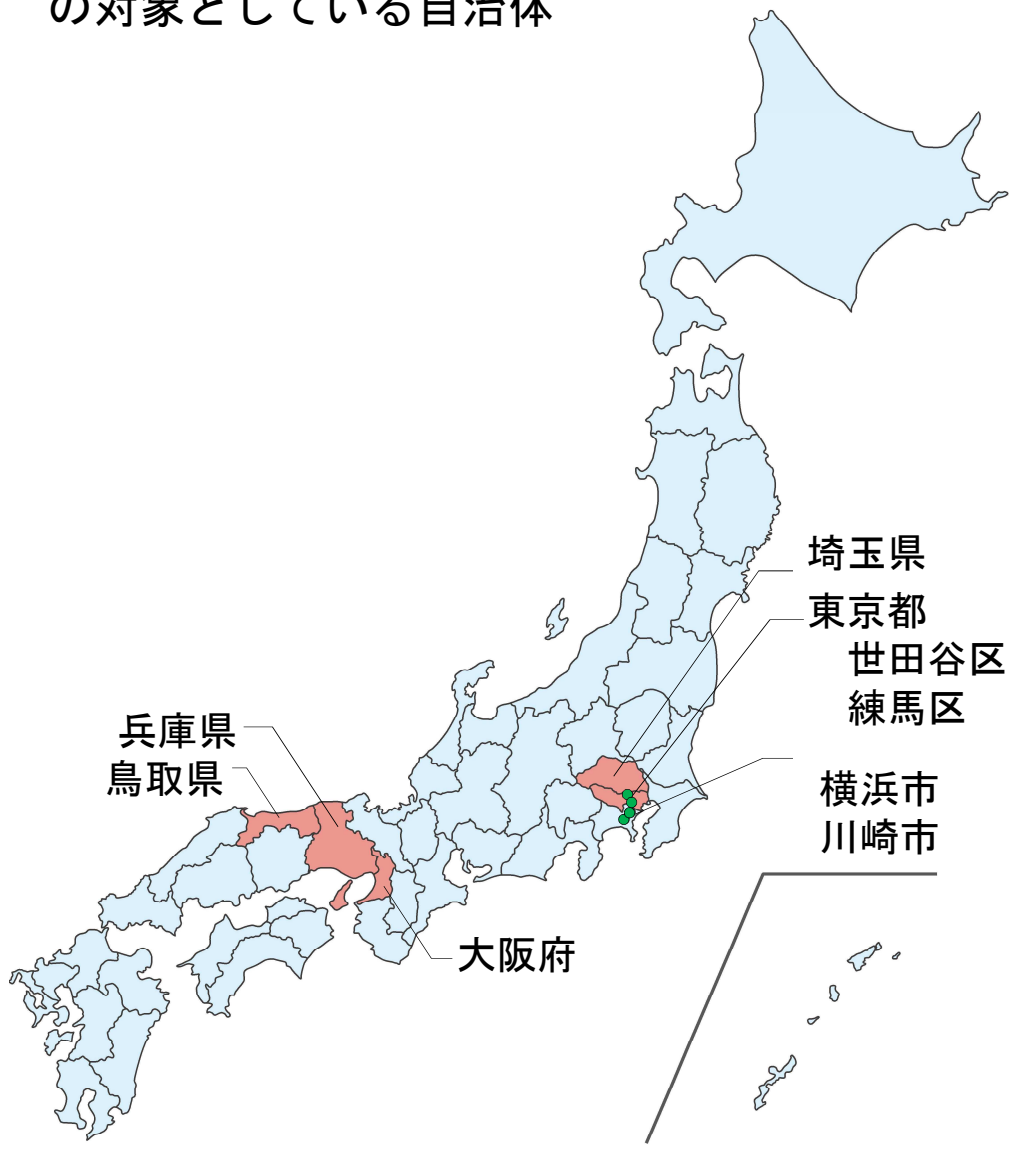 の対象としている自治体
埼玉県
東京都
世田谷区
練馬区
兵庫県
鳥取県
横浜市
川崎市
大阪府